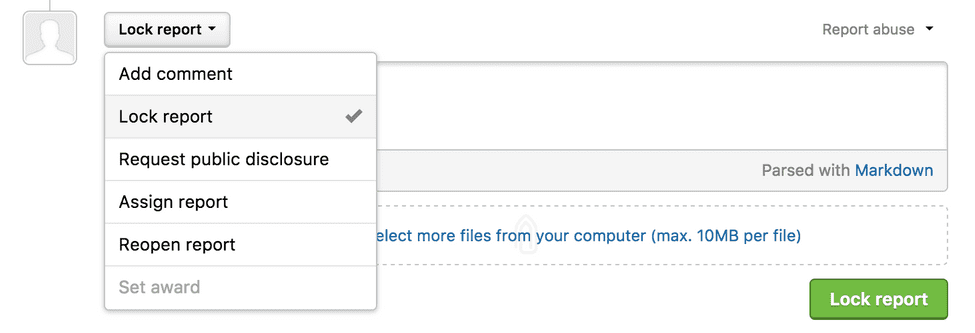 Lock report
Report abuse
Add comment
Lock report
Request public disclosure
Assign report
Reopen report
Set award
Parsed with Markdown
elect more files from your computer (max. 10MB per file)
Lock report